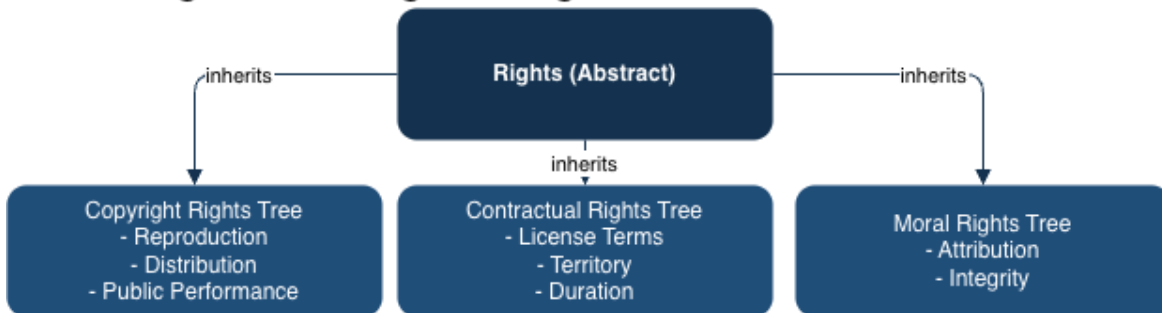 Rights (Abstract)
inherits
inherits
inherits
Copyright Rights Tree
- Reproduction
- Distribution
- Public Performance
Contractual Rights Tree
- License Terms
- Territory
- Duration
Moral Rights Tree
- Attribution
- Integrity